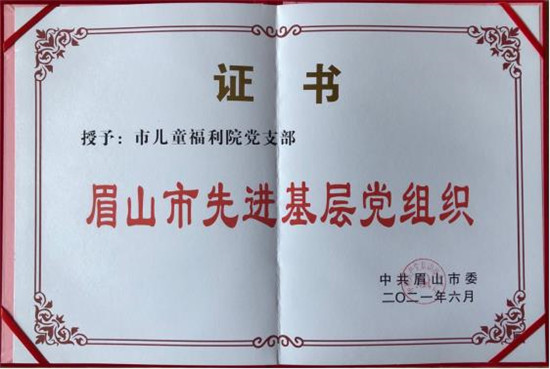 证书
授予：市儿童福利院党支部
眉山市先进基层党组织
中共眉山市委
二〇二一年六月